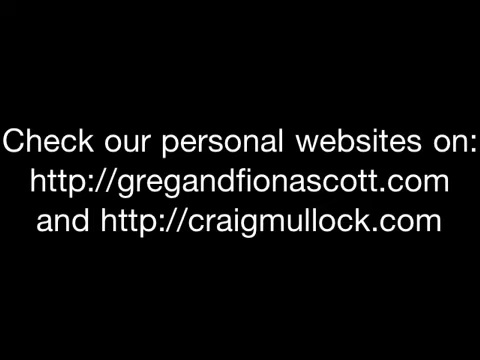 Check our personal websites on:
http://gregandfionascott.com
and http://craigmullock.com